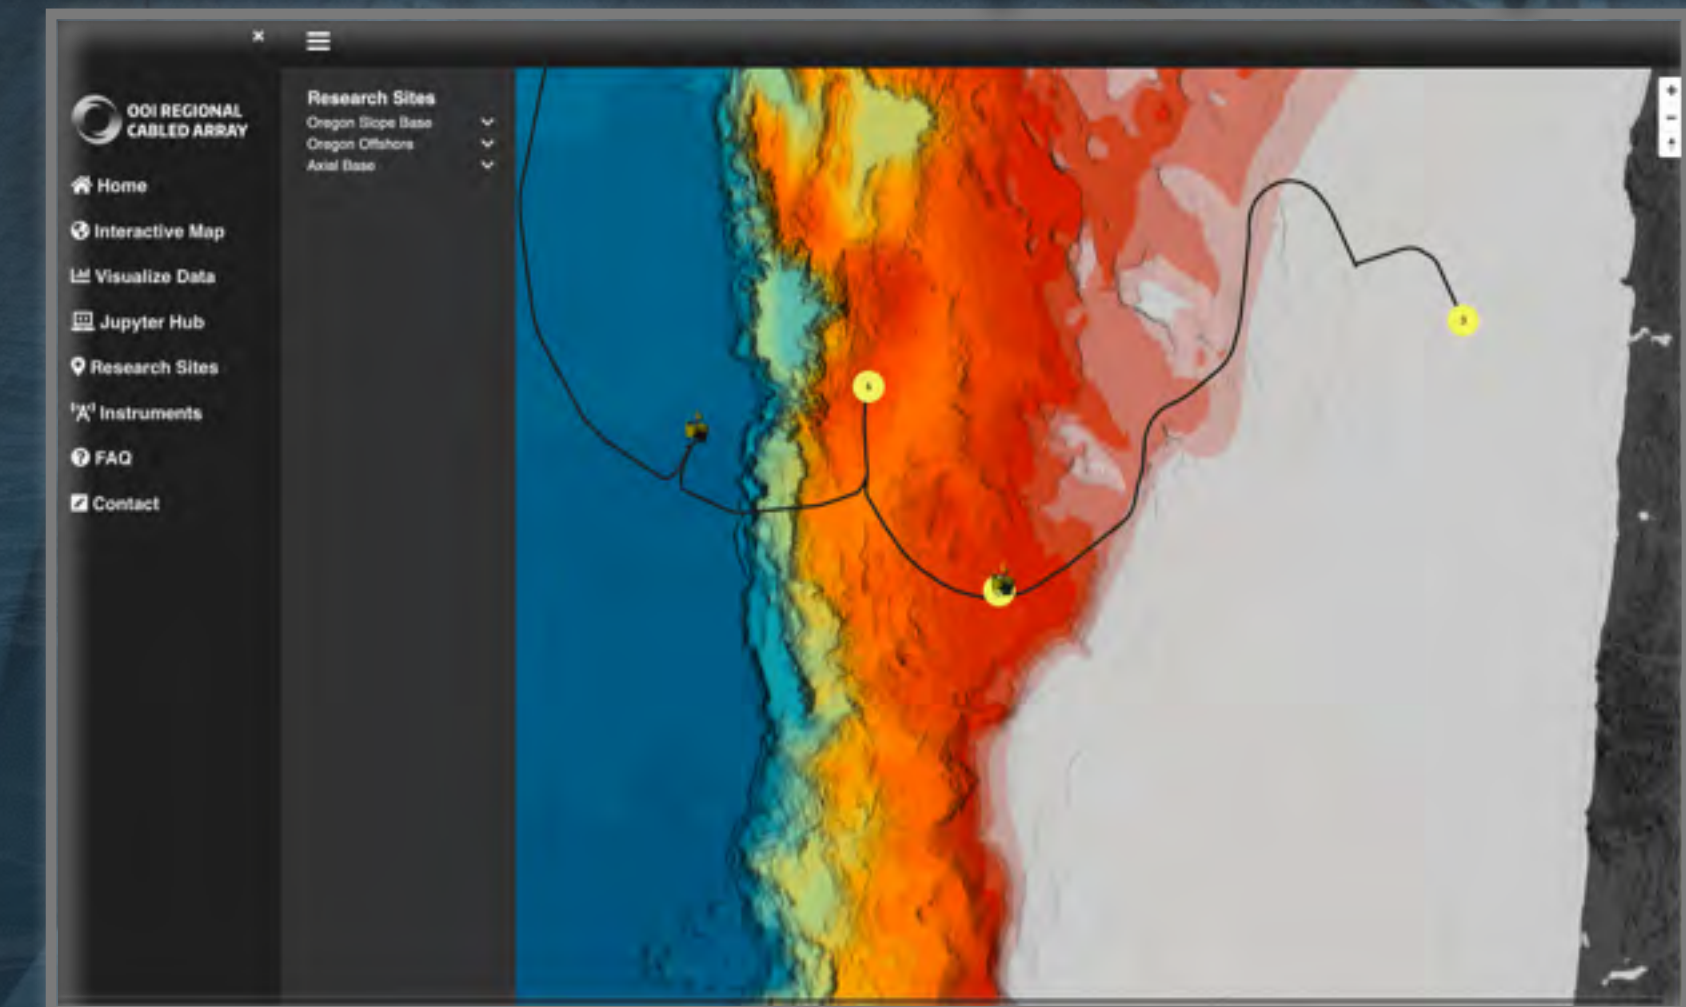 OOI REGIONAL
CABLED ARRAY
Home
Interactive Map
Visualize Data
Jupyter Hub
Research Sites
Instruments
FAQ
Contact
Research Sites
Oregon Slope Base
Oregon Offshore
Axial Base